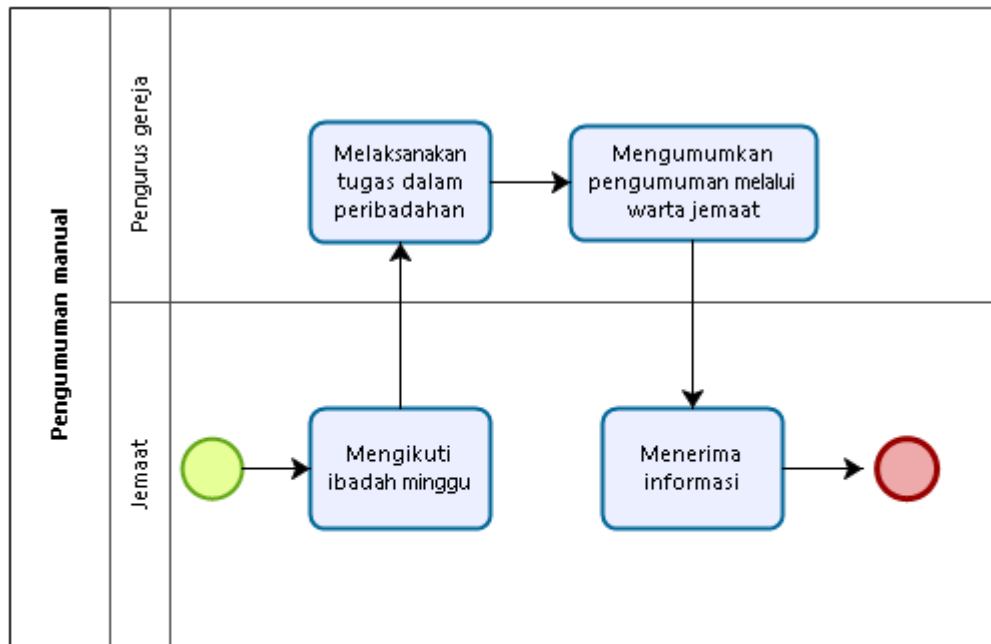 Pengumuman manual
Pengurus gereja
Melaksanakan
tugas dalam
peribadahan
Mengumumkan
pengumuman melalui
warta jemaat
Jemaat
Mengikuti
ibadah minggu
Menerima
informasi